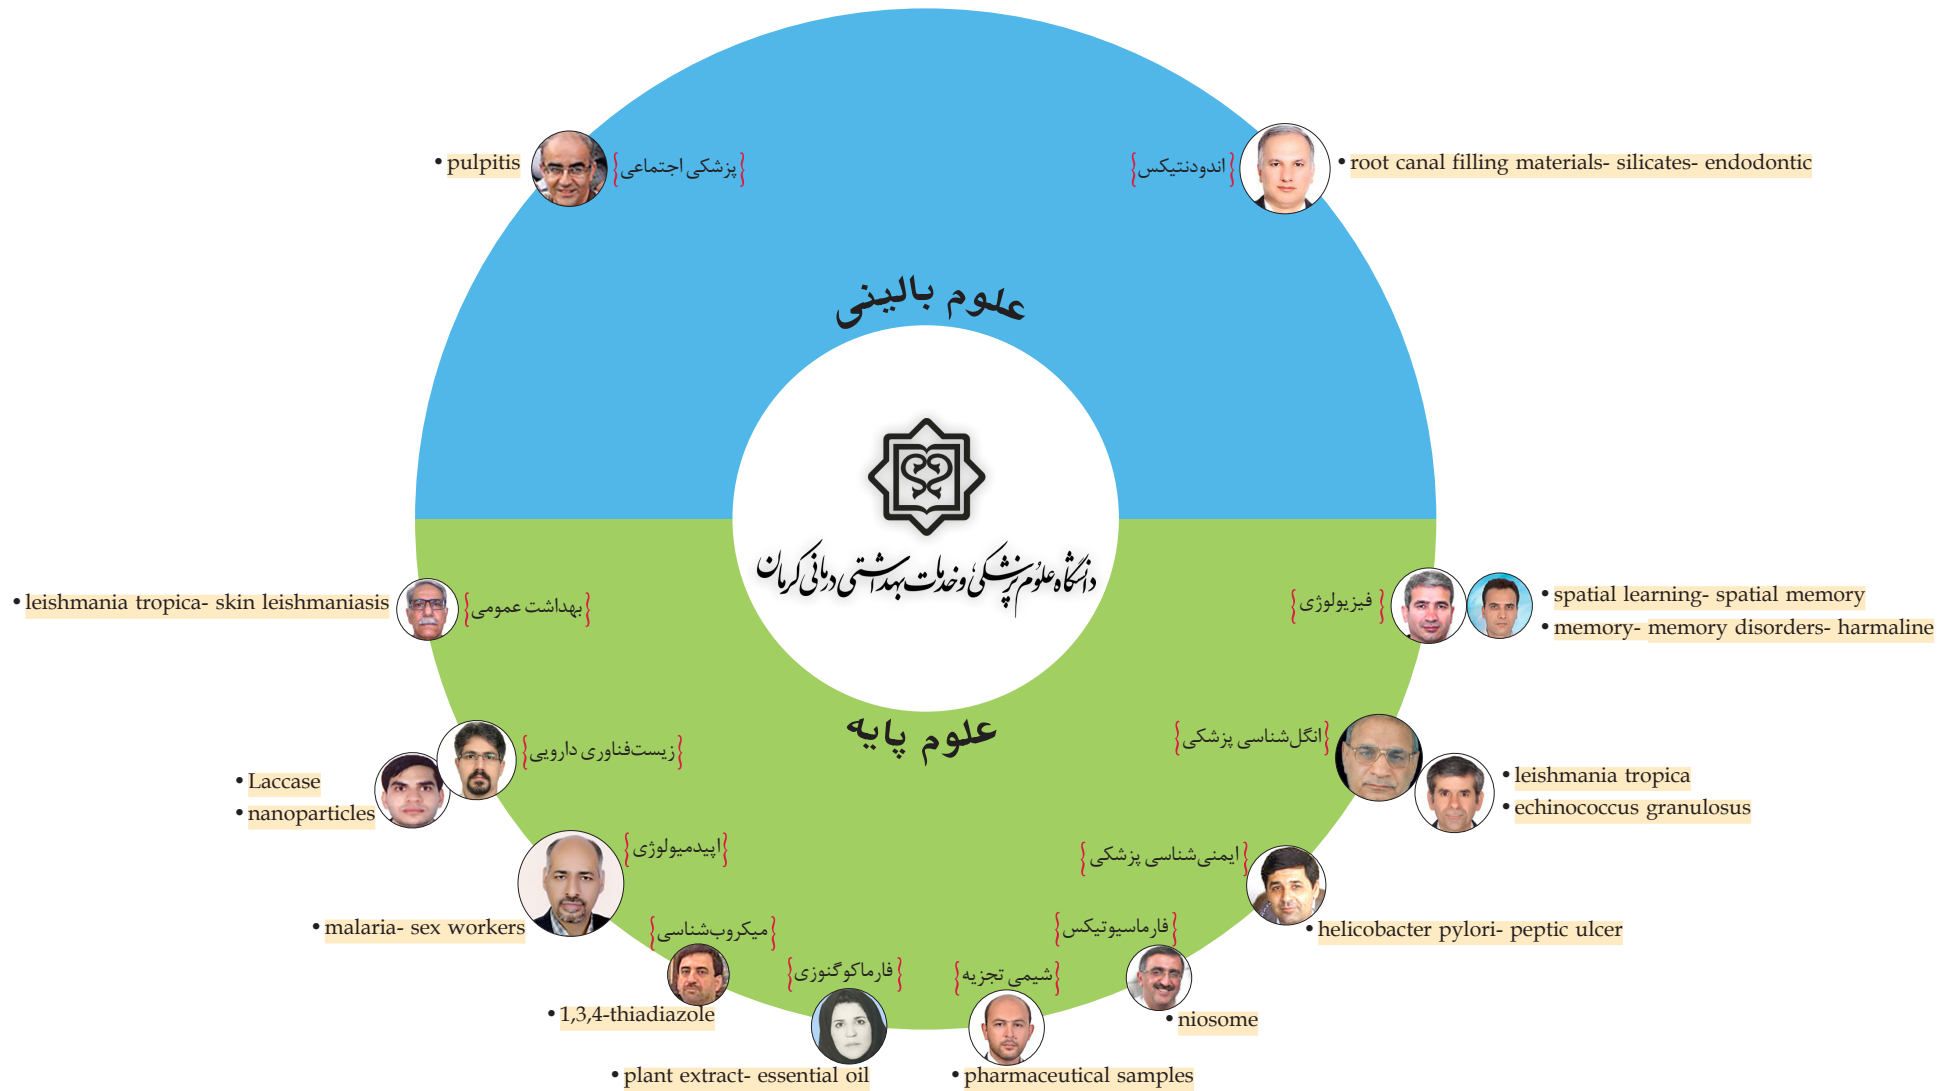 • pulpitis
{پزشکی اجتماعی}
{اندودنتیکس}
• root canal filling materials- silicates- endodontic
علوم بالینی
دانشگاه علوم پزشکی و خدمات بهداشتی درمانی کرمان
• leishmania tropica- skin leishmaniasis
{بهداشت عمومی}
{فیزیولوژی}
• spatial learning- spatial memory
• memory- memory disorders- harmaline
علوم پایه
{زیست‌فناوری دارویی}
• Laccase
• nanoparticles
{انگل‌شناسی پزشکی}
• leishmania tropica
• echinococcus granulosus
{اپیدمیولوژی}
• malaria- sex workers
{ایمنی‌شناسی پزشکی}
• helicobacter pylori- peptic ulcer
{میکروب‌شناسی}
• 1,3,4-thiadiazole
{فارماسیوتیکس}
• niosome
{فارماکوگنوزی}
• plant extract- essential oil
{شیمی تجزیه}
• pharmaceutical samples